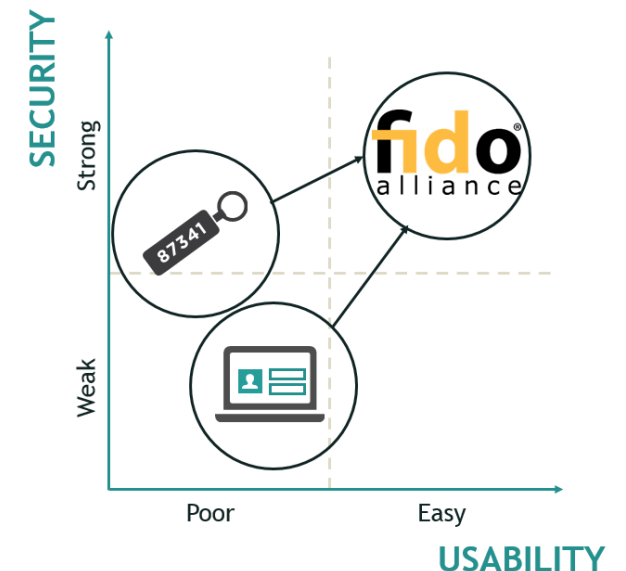 SECURITY
Strong
Weak
fido®
alliance
87341
Poor
Easy
USABILITY